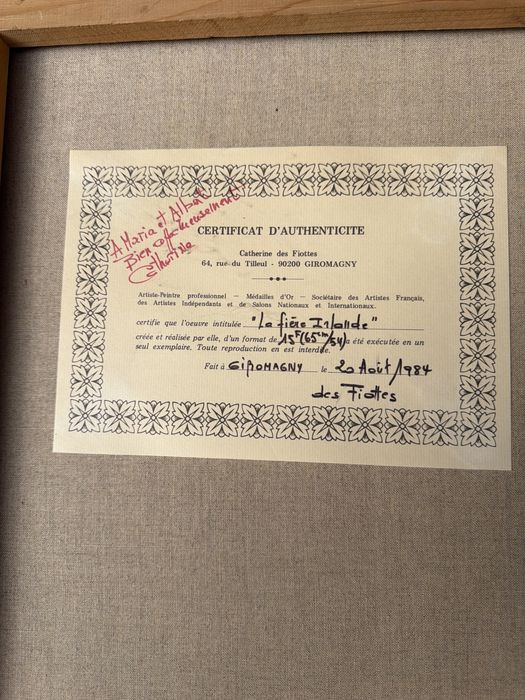 A Maria et Albert
Bien affectueusement
Catherine
CERTIFICAT D'AUTHENTICITE
Catherine des Fiottes
64, rue du Tilleul - 90200 GIROMAGNY
Artiste-Peintre professionnel — Médailles d'Or — Sociétaire des Artistes Français,
des Artistes Indépendants et de Salons Nationaux et Internationaux.
certifie que l'oeuvre intitulée "La fière Irlande"
créée et réalisée par elle, d'un format de 15F (65cm/54) a été exécutée en
un seul exemplaire. Toute reproduction en est interdite.
Fait à GIROMAGNY le 20 Août 1984
des Fiottes